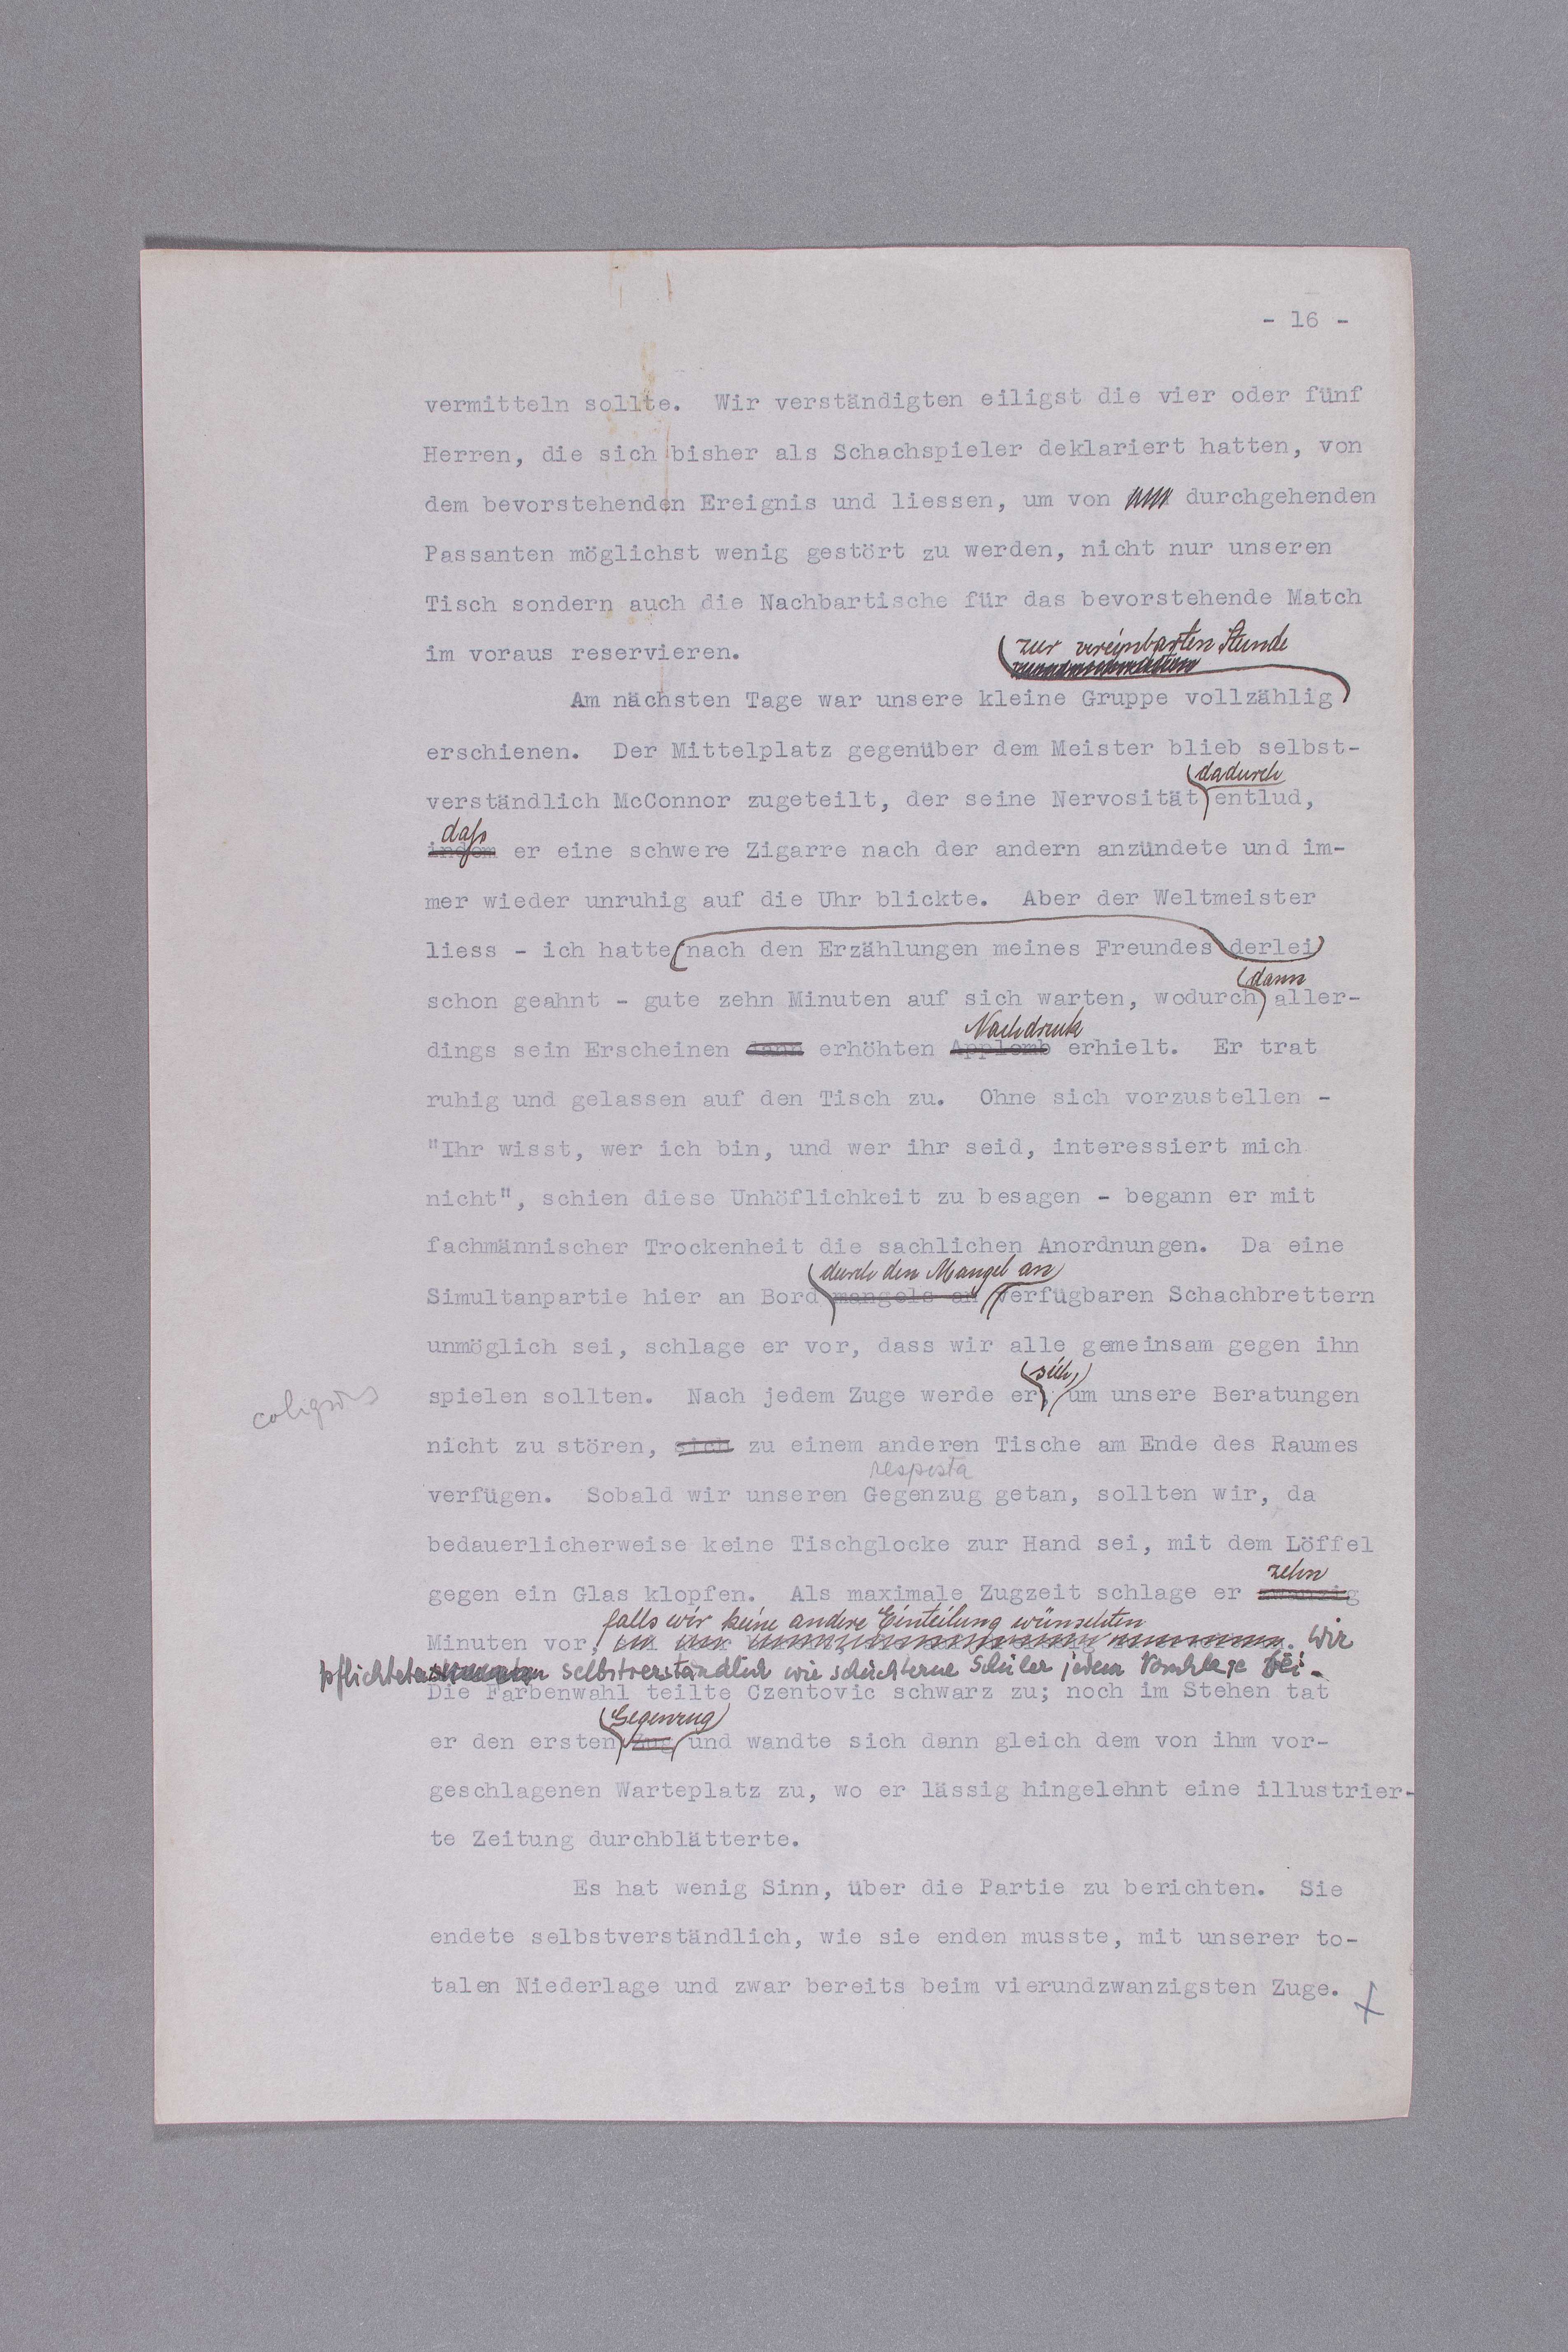 - 16 -
vermitteln sollte. Wir verständigten eiligst die vier oder fünf
Herren, die sich bisher als Schachspieler deklariert hatten, von
dem bevorstehenden Ereignis und liessen, um von durchgehenden
Passanten möglichst wenig gestört zu werden, nicht nur unseren
Tisch sondern auch die Nachbartische für das bevorstehende Match
im voraus reservieren.
zur vereinbarten Stunde
Am nächsten Tage war unsere kleine Gruppe vollzählig
erschienen. Der Mittelplatz gegenüber dem Meister blieb selbst-
dadurch
verständlich McConnor zugeteilt, der seine Nervosität entlud,
dass
indem er eine schwere Zigarre nach der andern anzündete und im-
mer wieder unruhig auf die Uhr blickte. Aber der Weltmeister
liess - ich hatte nach den Erzählungen meines Freundes derlei
dann
schon geahnt - gute zehn Minuten auf sich warten, wodurch aller-
Nachdruck
dings sein Erscheinen dann erhöhten Applomb erhielt. Er trat
ruhig und gelassen auf den Tisch zu. Ohne sich vorzustellen -
"Ihr wisst, wer ich bin, und wer ihr seid, interessiert mich
nicht", schien diese Unhöflichkeit zu besagen - begann er mit
fachmännischer Trockenheit die sachlichen Anordnungen. Da eine
durch den Mangel an
Simultanpartie hier an Bord mangels an verfügbaren Schachbrettern
unmöglich sei, schlage er vor, dass wir alle gemeinsam gegen ihn
sich,
spielen sollten. Nach jedem Zuge werde er, um unsere Beratungen
nicht zu stören, sich zu einem anderen Tische am Ende des Raumes
resposta
verfügen. Sobald wir unseren Gegenzug getan, sollten wir, da
bedauerlicherweise keine Tischglocke zur Hand sei, mit dem Löffel
zehn
gegen ein Glas klopfen. Als maximale Zugzeit schlage er zwanzig
falls wir keine andere Einteilung wünschten
Minuten vor, . Wir
pflichteten selbstverständlich wie schüchterne Schüler jedem Vorschlage bei.
Die Farbenwahl teilte Czentovic schwarz zu; noch im Stehen tat
Gegenzug
er den ersten Zug und wandte sich dann gleich dem von ihm vor-
geschlagenen Warteplatz zu, wo er lässig hingelehnt eine illustrier-
te Zeitung durchblätterte.
Es hat wenig Sinn, über die Partie zu berichten. Sie
endete selbstverständlich, wie sie enden musste, mit unserer to-
talen Niederlage und zwar bereits beim vierundzwanzigsten Zuge.